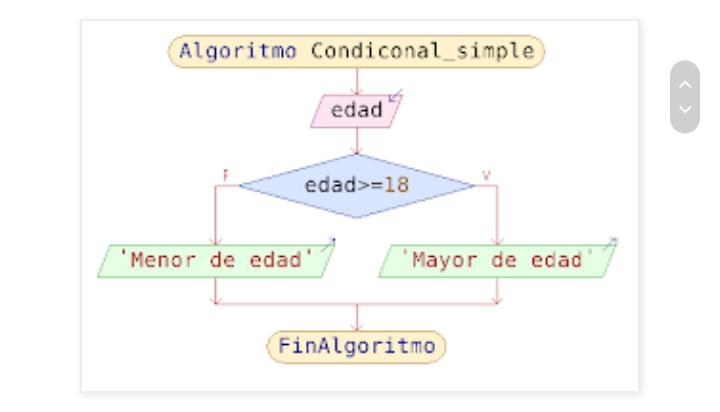 Algoritmo Condiconal_simple
edad
edad>=18
F
V
'Menor de edad'
'Mayor de edad'
FinAlgoritmo